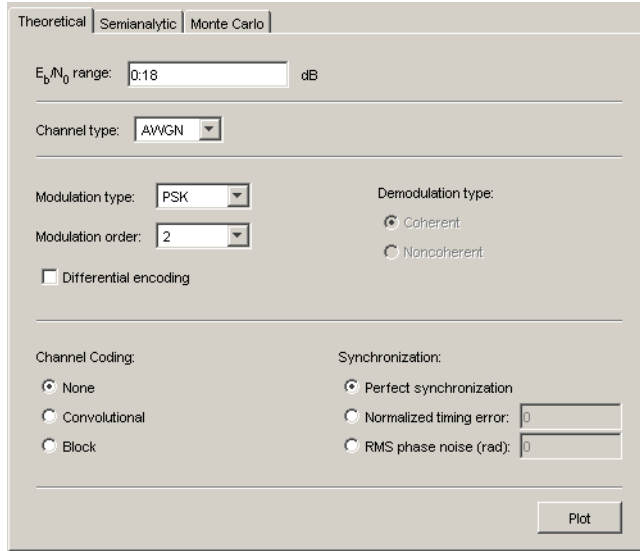 Theoretical Semianalytic Monte Carlo
Eb/N0 range: 0:18 dB
Channel type: AWGN
Modulation type: PSK
Demodulation type:
Coherent
Modulation order: 2
Noncoherent
Differential encoding
Channel Coding:
None
Convolutional
Block
Synchronization:
Perfect synchronization
Normalized timing error: 0
RMS phase noise (rad): 0
Plot